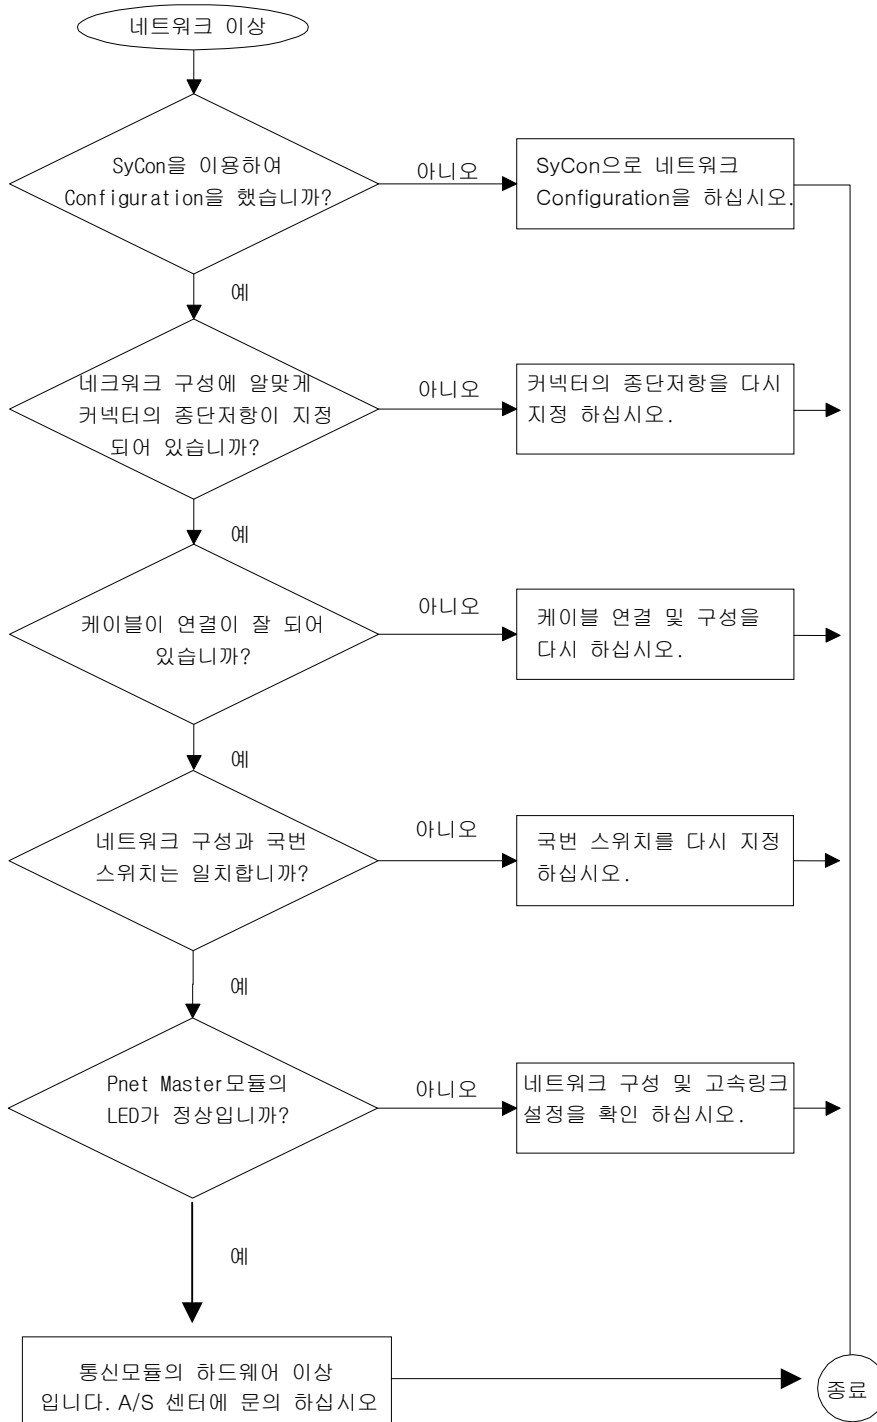 네트워크 이상
SyCon을 이용하여
Configuration을 했습니까?
아니오
SyCon으로 네트워크
Configuration을 하십시오.
예
네크워크 구성에 알맞게
커넥터의 종단저항이 지정
되어 있습니까?
아니오
커넥터의 종단저항을 다시
지정 하십시오.
예
케이블이 연결이 잘 되어
있습니까?
아니오
케이블 연결 및 구성을
다시 하십시오.
예
네트워크 구성과 국번
스위치는 일치합니까?
아니오
국번 스위치를 다시 지정
하십시오.
예
Pnet Master모듈의
LED가 정상입니까?
아니오
네트워크 구성 및 고속링크
설정을 확인 하십시오.
예
통신모듈의 하드웨어 이상
입니다. A/S 센터에 문의 하십시오
종료